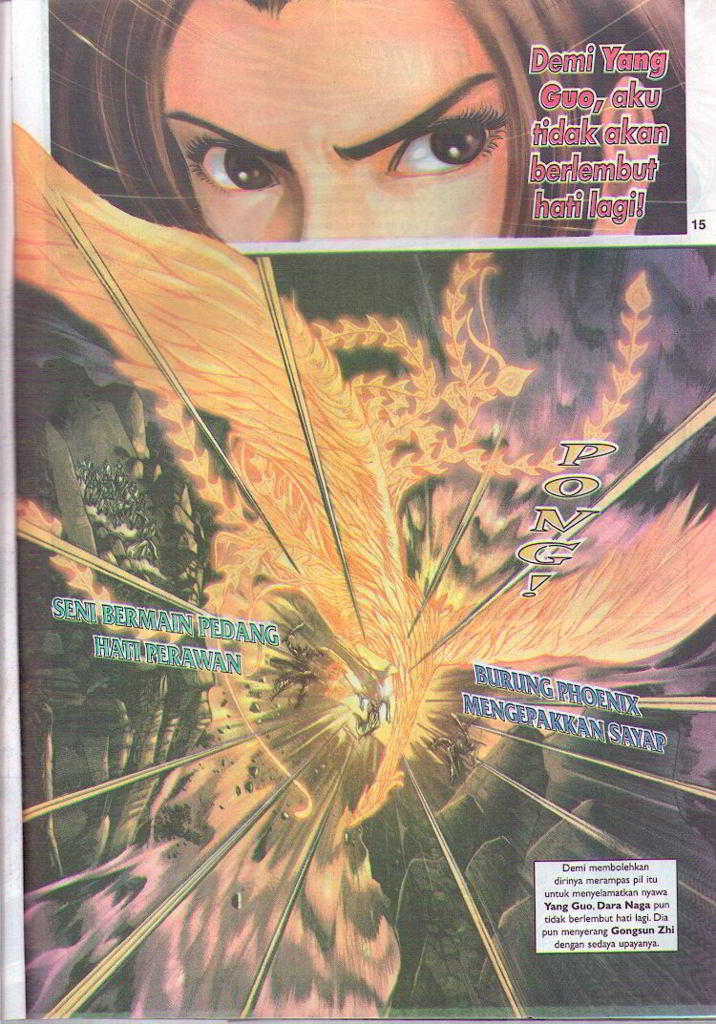 Demi Yang
Guo, aku
tidak akan
berlembut
hati lagi!
15
PONG!
SENI BERMAIN PEDANG
HATI PERAWAN
BURUNG PHOENIX
MENGEPAKKAN SAYAP
Demi membolehkan
dirinya merampas pil itu
untuk menyelamatkan nyawa
Yang Guo, Dara Naga pun
tidak berlembut hati lagi. Dia
pun menyerang Gongsun Zhi
dengan sedaya upayanya.